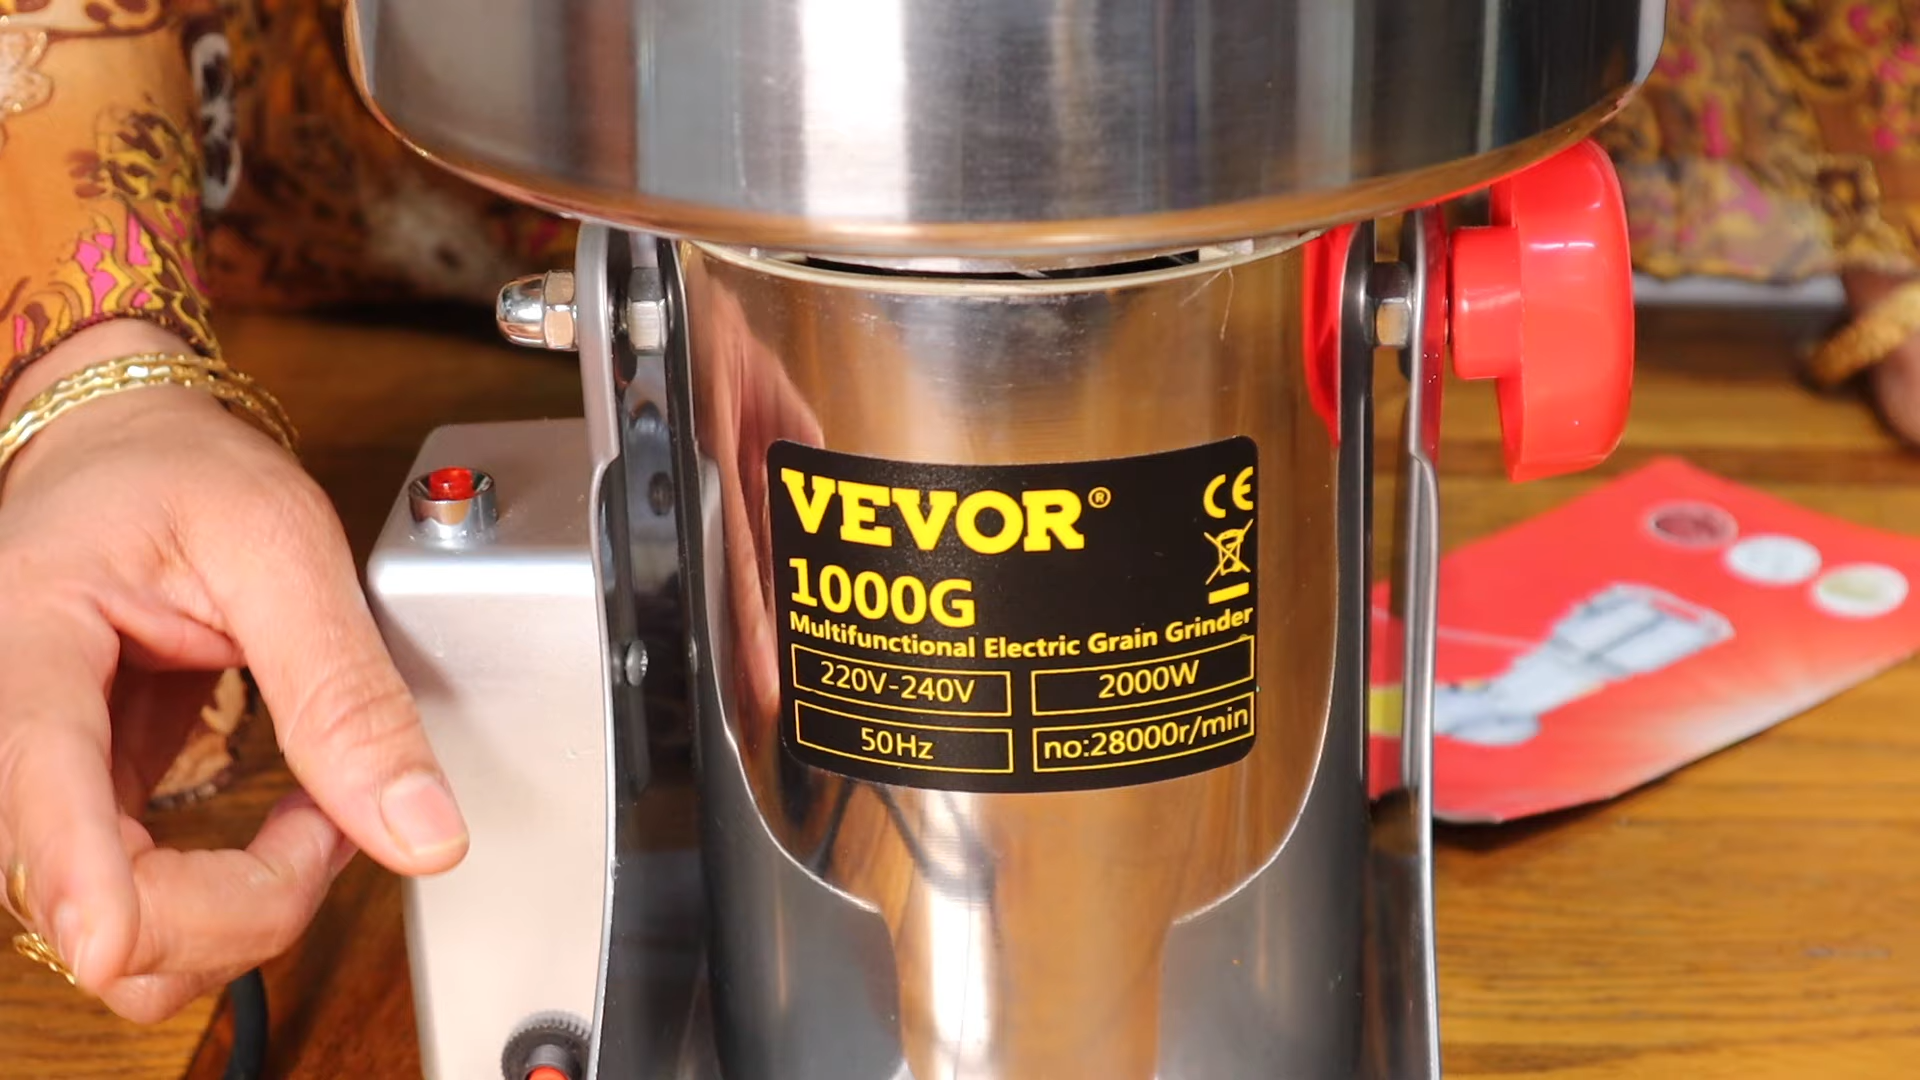 VEVOR®
CE
1000G
Multifunctional Electric Grain Grinder
220V-240V
2000W
50Hz
no:28000r/min